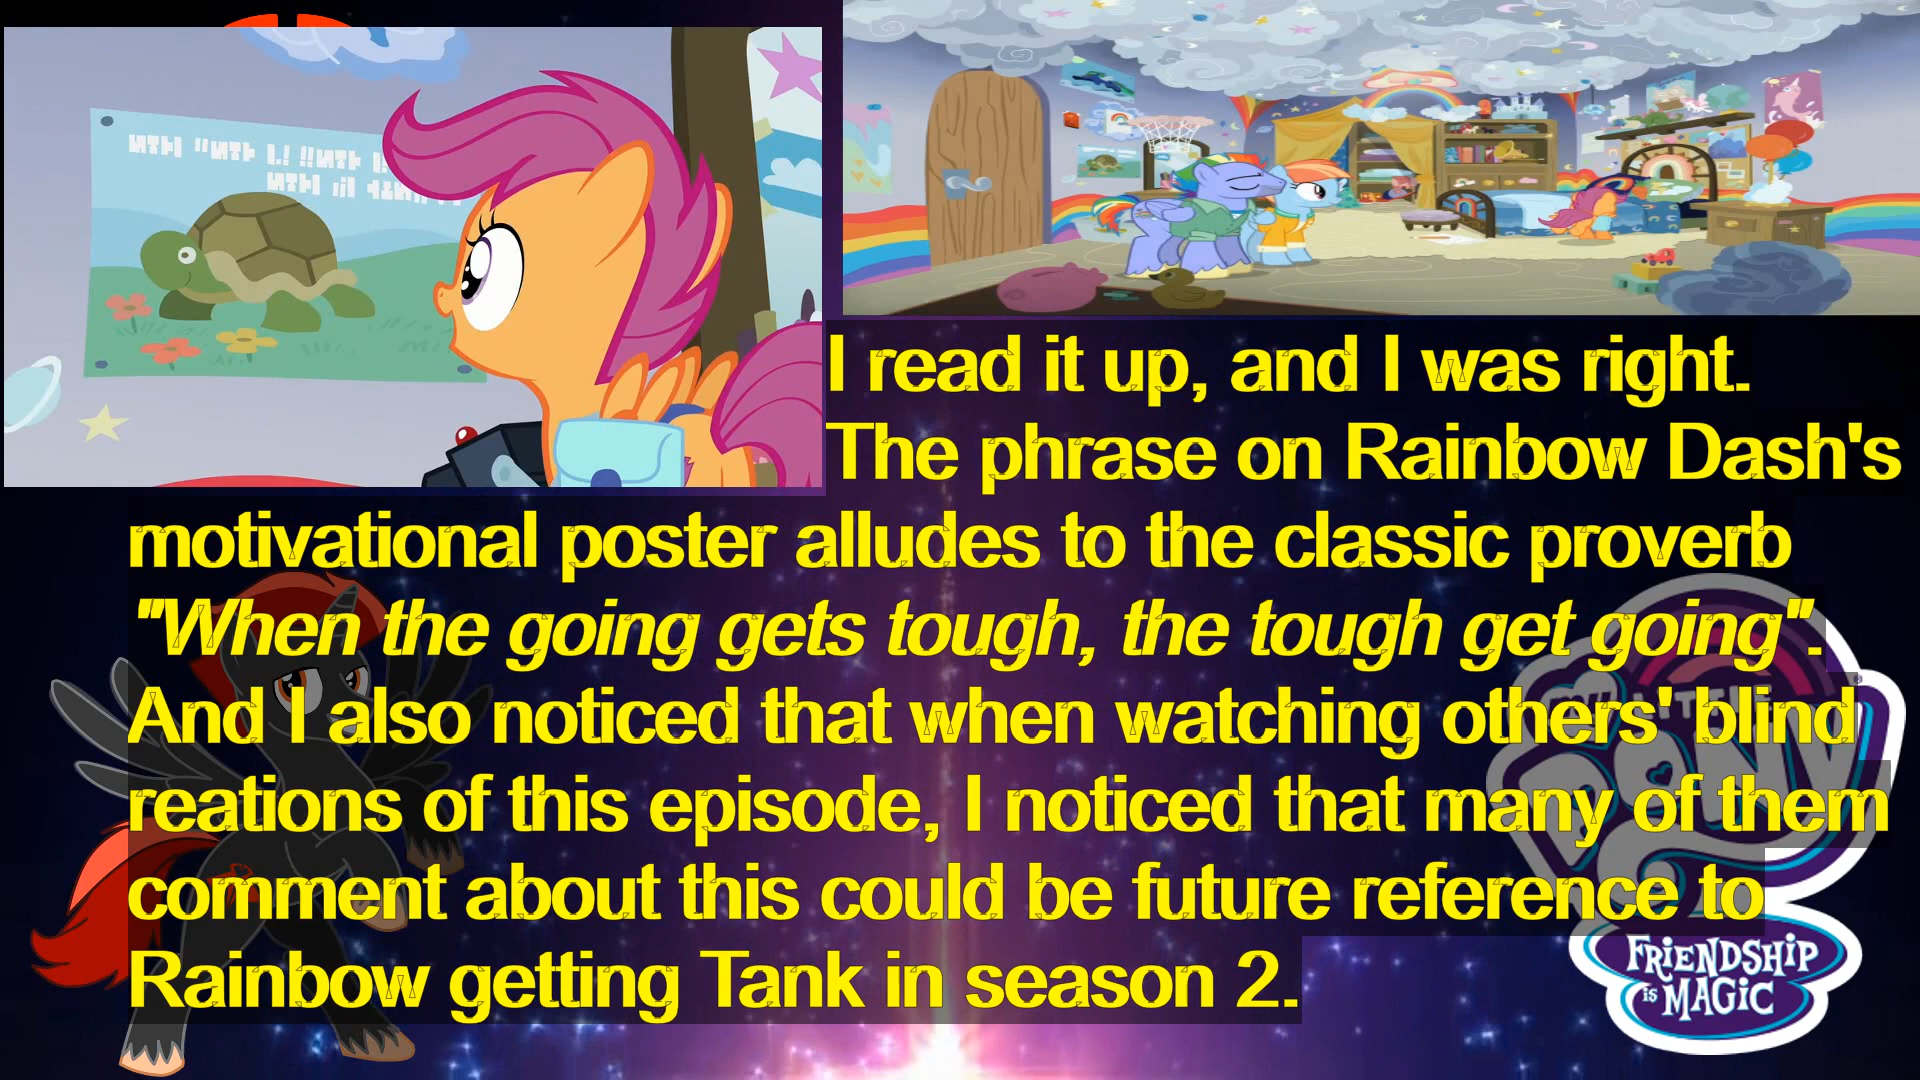 I read it up, and I was right.
The phrase on Rainbow Dash's
motivational poster alludes to the classic proverb
"When the going gets tough, the tough get going".
And I also noticed that when watching others' blind
reations of this episode, I noticed that many of them
comment about this could be future reference to
Rainbow getting Tank in season 2.
MY LITTLE
PONY
FRiENDSHiP
iS MAGiC